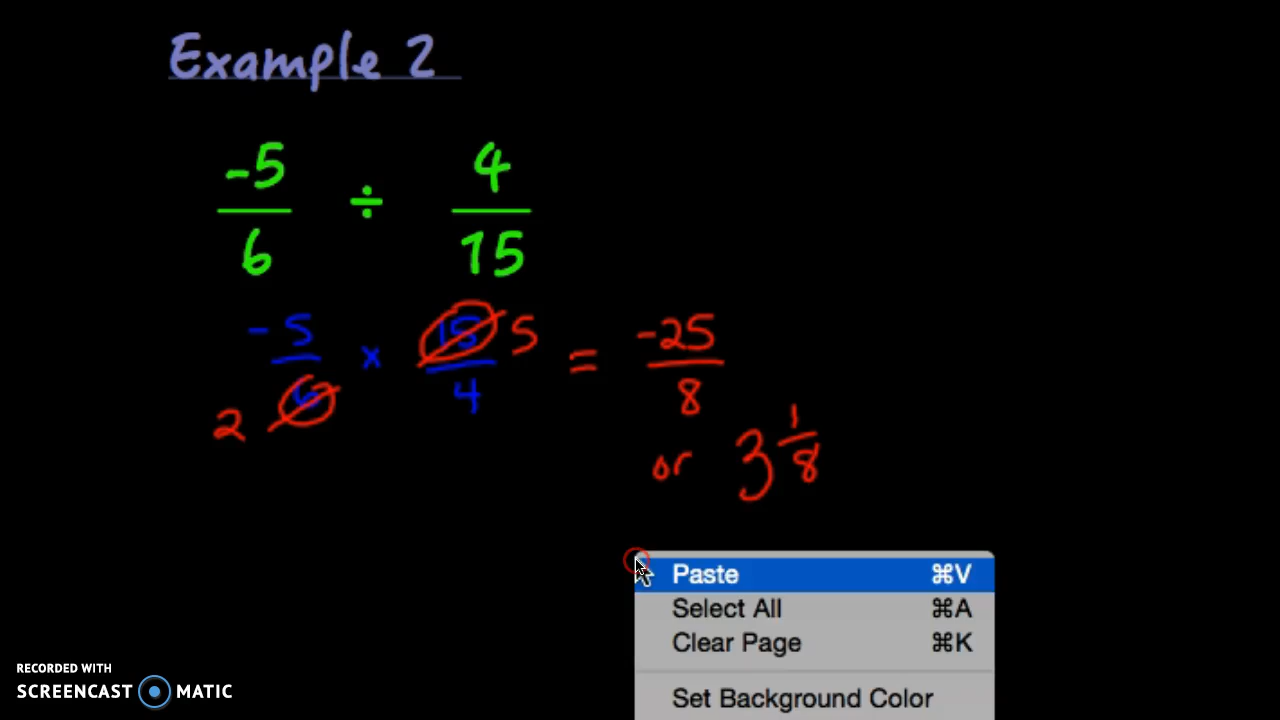 Example 2
-5/6 ÷ 4/15
-5/6 x 15/4 5 = -25/8
2
or 3 1/8
Paste ⌘V
Select All ⌘A
Clear Page ⌘K
Set Background Color
RECORDED WITH
SCREENCAST MATIC